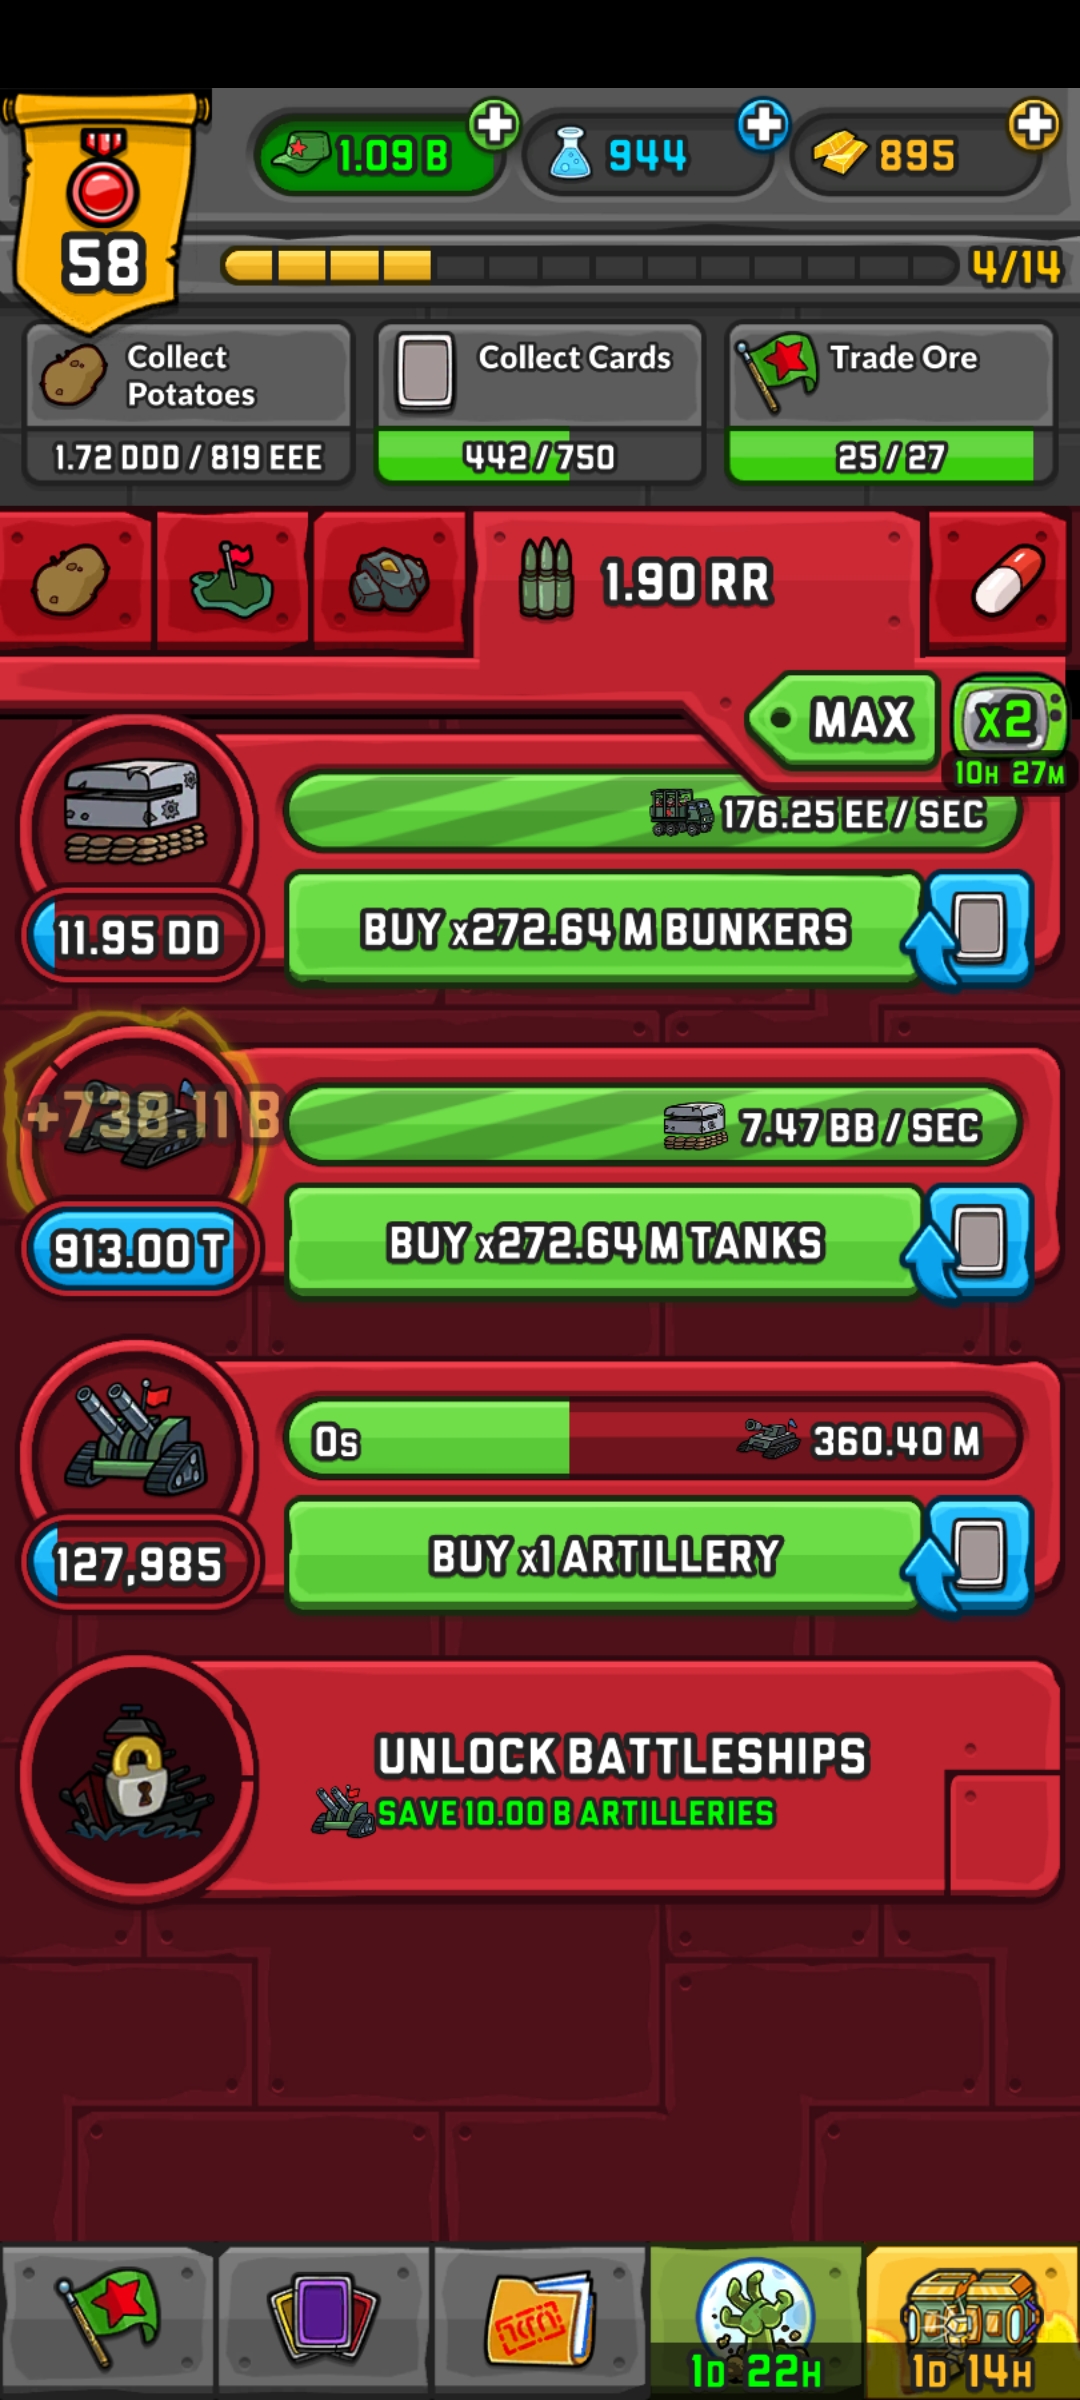 1.09 B
944
895
58
4/14
Collect
Potatoes
1.72 DDD / 819 EEE
Collect Cards
442/750
Trade Ore
25/27
1.90 RR
MAX
x2
10H 27M
176.25 EE / SEC
11.95 DD
BUY x272.64 M BUNKERS
+738.11 B
7.47 BB / SEC
913.00 T
BUY x272.64 M TANKS
0s
360.40 M
127,985
BUY x1 ARTILLERY
UNLOCK BATTLESHIPS
SAVE 10.00 B ARTILLERIES
1D 22H
1D 14H